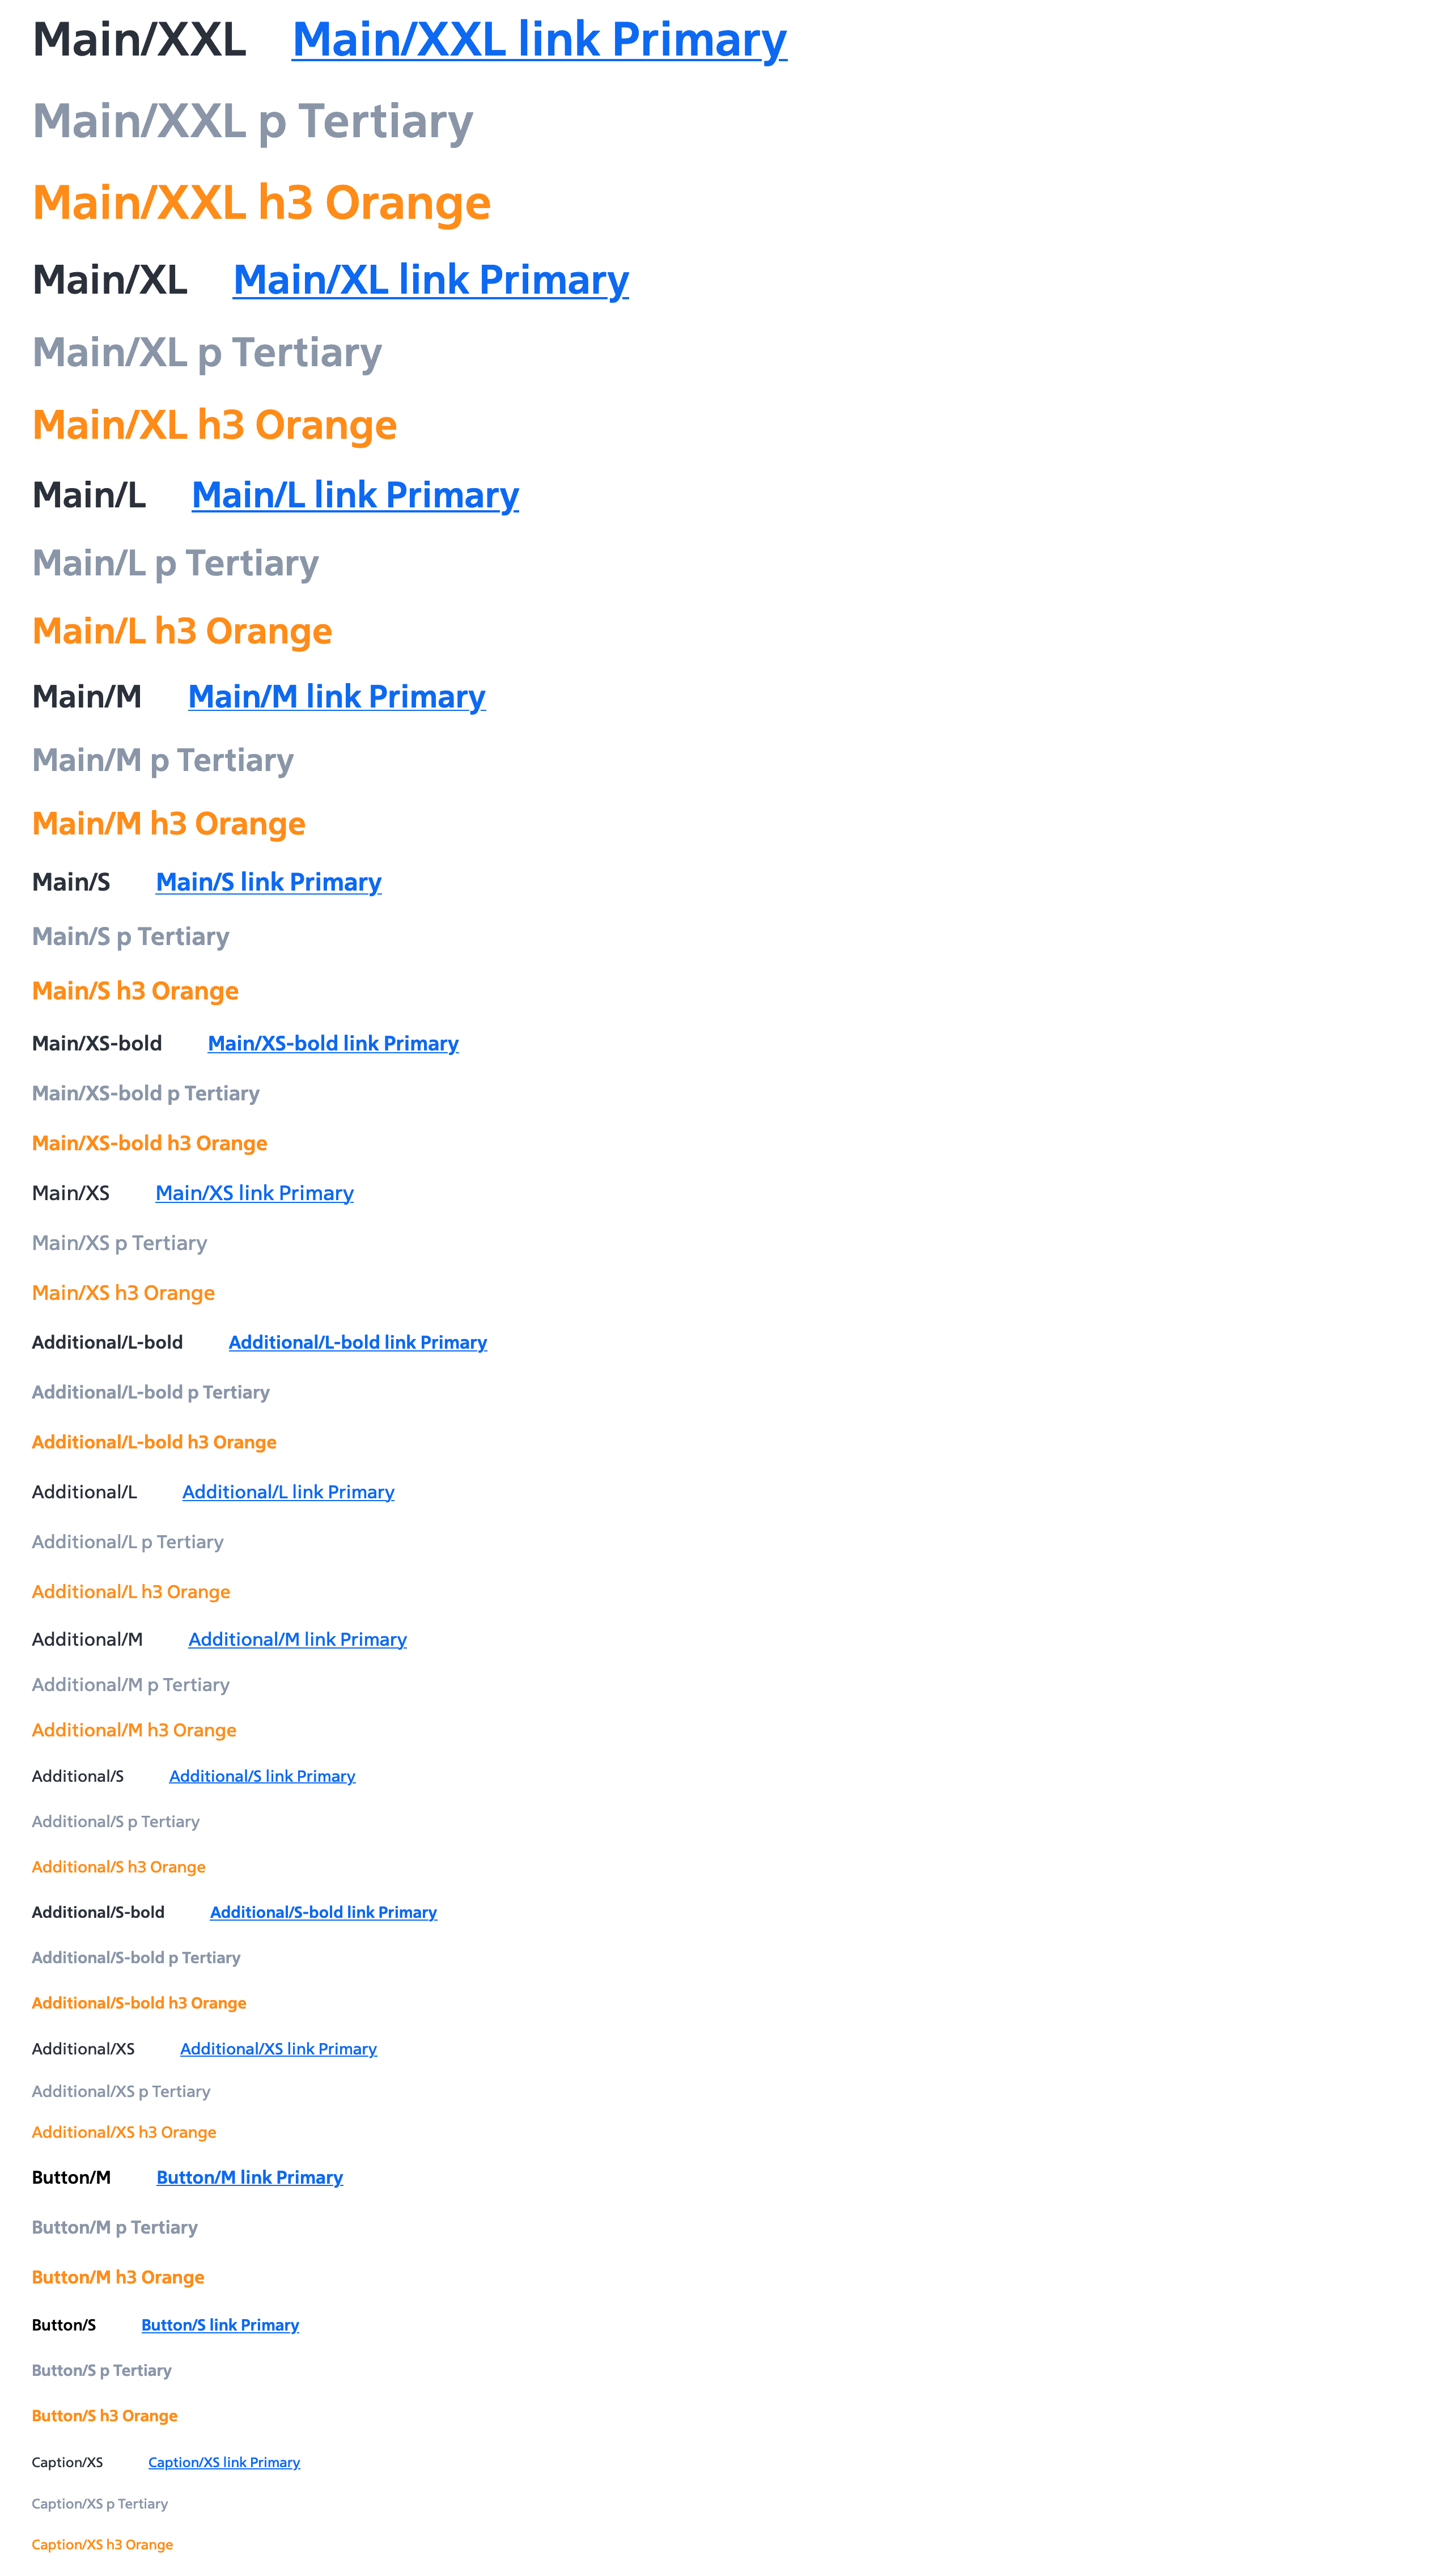 Main/XXL Main/XXL link Primary
Main/XXL p Tertiary
Main/XXL h3 Orange
Main/XL Main/XL link Primary
Main/XL p Tertiary
Main/XL h3 Orange
Main/L Main/L link Primary
Main/L p Tertiary
Main/L h3 Orange
Main/M Main/M link Primary
Main/M p Tertiary
Main/M h3 Orange
Main/S Main/S link Primary
Main/S p Tertiary
Main/S h3 Orange
Main/XS-bold Main/XS-bold link Primary
Main/XS-bold p Tertiary
Main/XS-bold h3 Orange
Main/XS Main/XS link Primary
Main/XS p Tertiary
Main/XS h3 Orange
Additional/L-bold Additional/L-bold link Primary
Additional/L-bold p Tertiary
Additional/L-bold h3 Orange
Additional/L Additional/L link Primary
Additional/L p Tertiary
Additional/L h3 Orange
Additional/M Additional/M link Primary
Additional/M p Tertiary
Additional/M h3 Orange
Additional/S Additional/S link Primary
Additional/S p Tertiary
Additional/S h3 Orange
Additional/S-bold Additional/S-bold link Primary
Additional/S-bold p Tertiary
Additional/S-bold h3 Orange
Additional/XS Additional/XS link Primary
Additional/XS p Tertiary
Additional/XS h3 Orange
Button/M Button/M link Primary
Button/M p Tertiary
Button/M h3 Orange
Button/S Button/S link Primary
Button/S p Tertiary
Button/S h3 Orange
Caption/XS Caption/XS link Primary
Caption/XS p Tertiary
Caption/XS h3 Orange